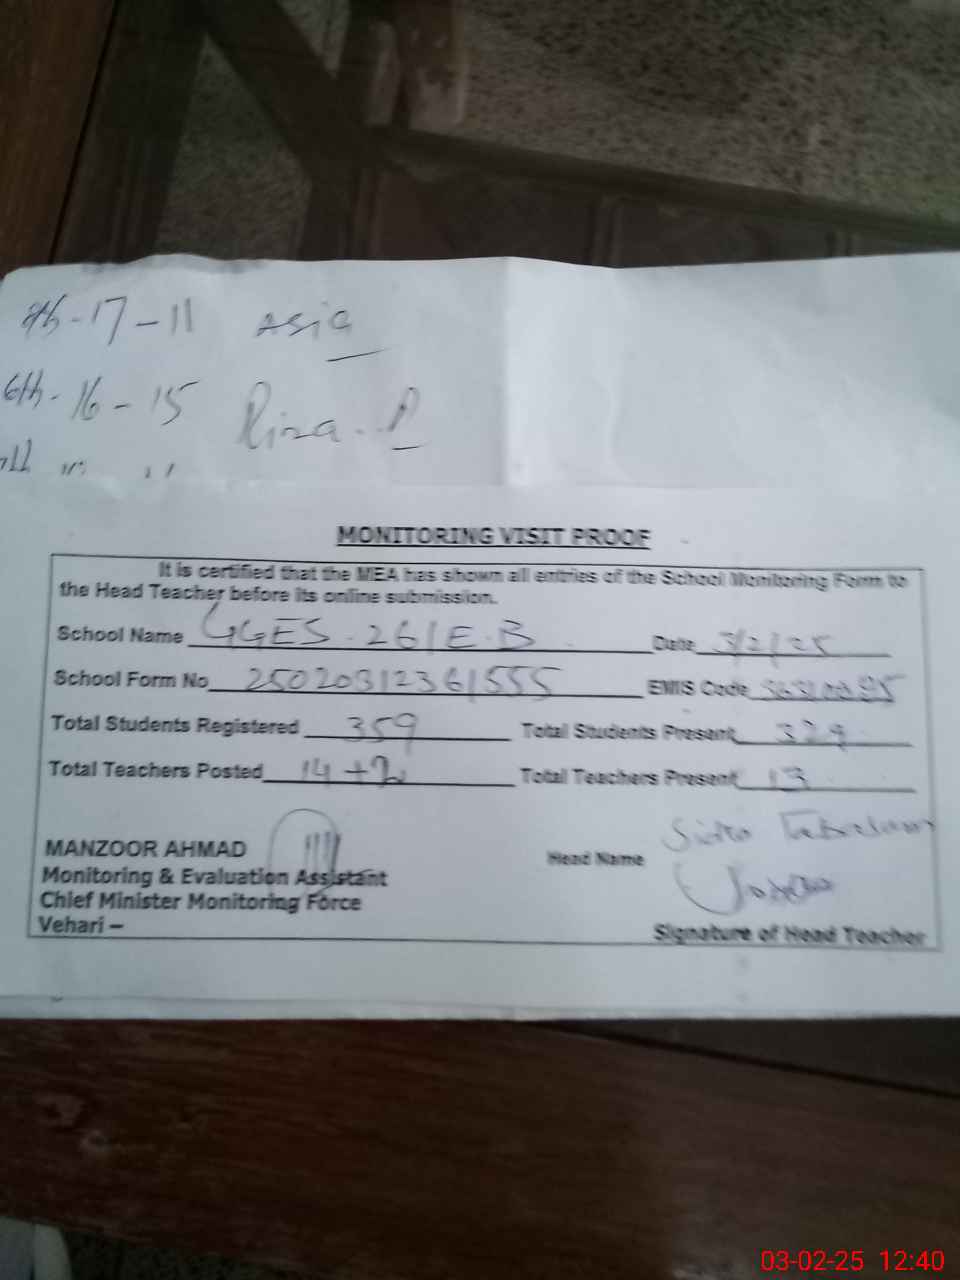 -17-11 Asia
6th-16-15 Riza. P
MONITORING VISIT PROOF
It is certified that the MEA has shown all entries of the School Monitoring Form to
the Head Teacher before its online submission.
School Name GGES. 261 E.B Date 3/2/25
School Form No 25020312361555 EMIS Code
Total Students Registered 359 Total Students Present 329
Total Teachers Posted 14+2 Total Teachers Present 13
MANZOOR AHMAD
Monitoring & Evaluation Assistant
Chief Minister Monitoring Force
Vehari –
Head Name Sidra
Signature of Head Teacher
03-02-25 12:40